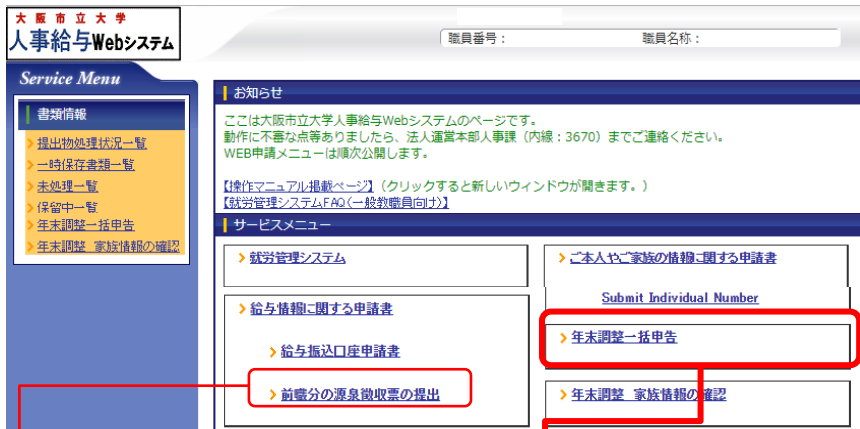 大阪市立大学
人事給与Webシステム
職員番号：
職員名称：
Service Menu
書類情報
提出物処理状況一覧
一時保存書類一覧
未処理一覧
保留中一覧
年末調整一括申告
年末調整 家族情報の確認
お知らせ
ここは大阪市立大学人事給与Webシステムのページです。
動作に不審な点等ありましたら、法人運営本部人事課（内線：3670）までご連絡ください。
WEB申請メニューは順次公開します。
【操作マニュアル掲載ページ】（クリックすると新しいウィンドウが開きます。）
【就労管理システムFAQ(一般教職員向け)】
サービスメニュー
就労管理システム
ご本人やご家族の情報に関する申請書
Submit Individual Number
給与情報に関する申請書
年末調整一括申告
給与振込口座申請書
前職分の源泉徴収票の提出
年末調整 家族情報の確認